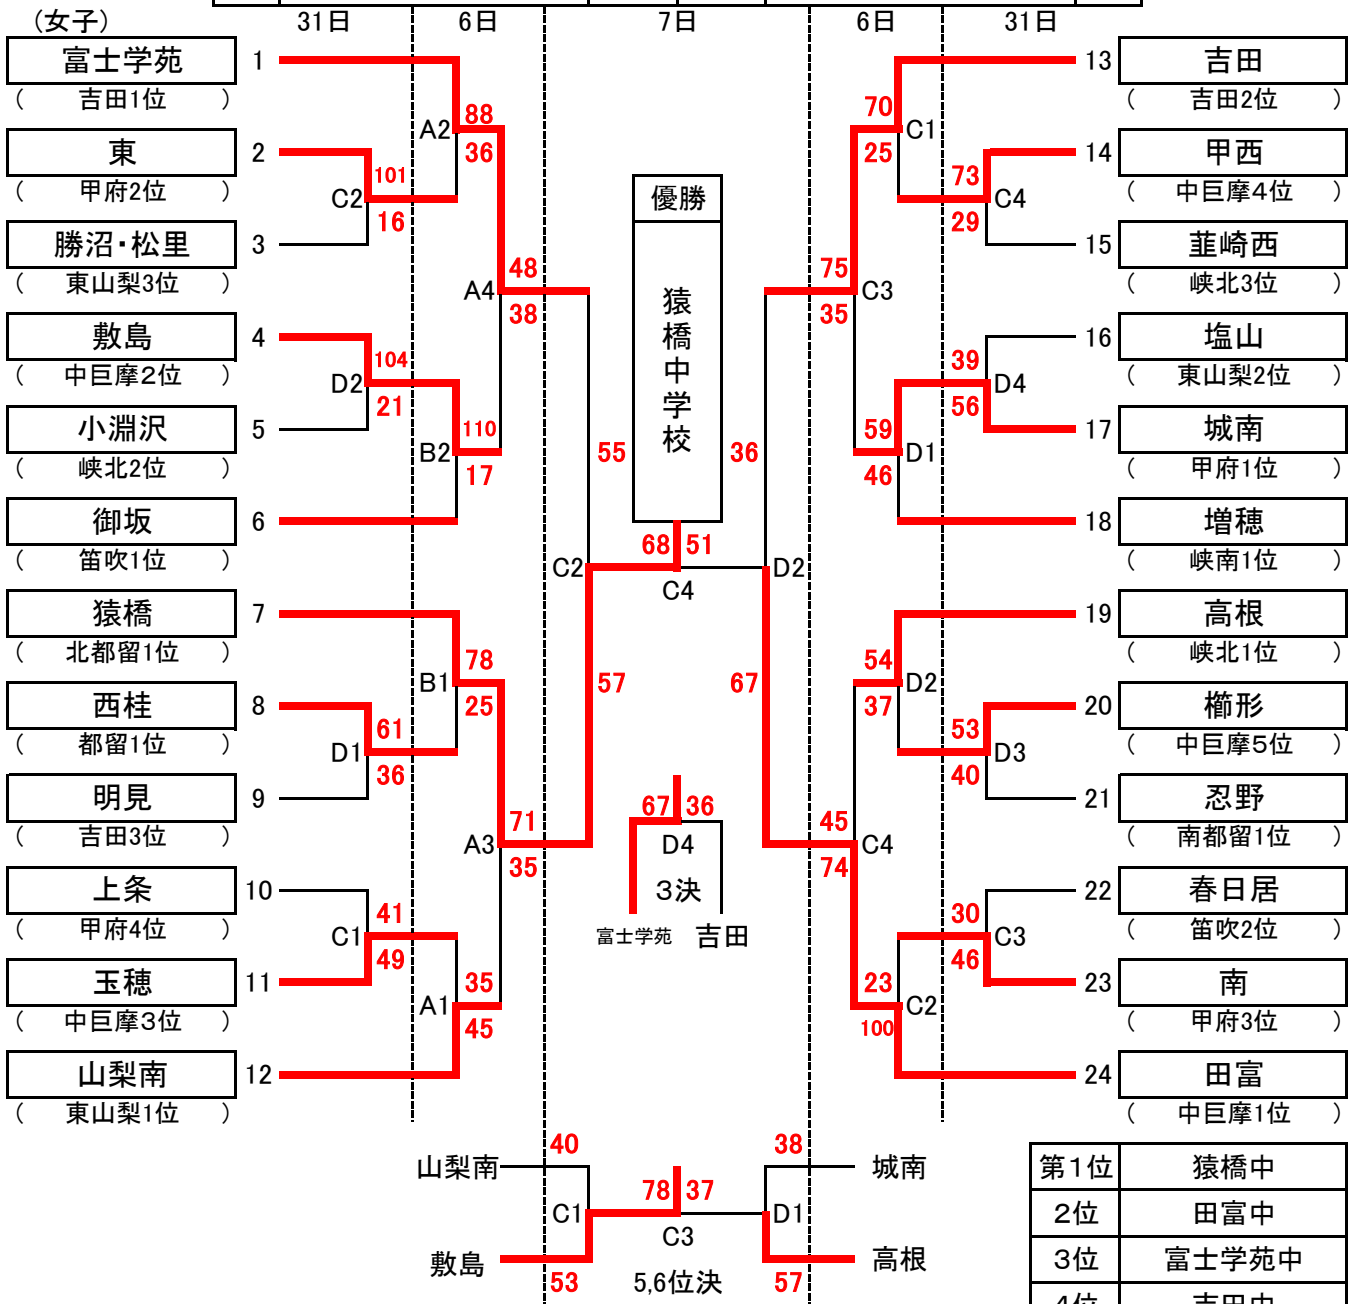 (女子)
31日 6日 7日 6日 31日
富士学苑 1
( 吉田1位 )
東 2
( 甲府2位 )
勝沼・松里 3
( 東山梨3位 )
敷島 4
( 中巨摩2位 )
小淵沢 5
( 峡北2位 )
御坂 6
( 笛吹1位 )
猿橋 7
( 北都留1位 )
西桂 8
( 都留1位 )
明見 9
( 吉田3位 )
上条 10
( 甲府4位 )
玉穂 11
( 中巨摩3位 )
山梨南 12
( 東山梨1位 )
C2 101 16
D2 104 21
D1 61 36
C1 41 49
A2 88 36
B2 110 17
B1 78 25
A1 35 45
A4 48 38
A3 71 35
C2 55 57
優勝
猿橋中学校
68 51
C4
67 36
D4
3決
富士学苑 吉田
D2 36 67
C3 75 35
C4 45 74
C1 70 25
D1 59 46
D2 54 37
C2 23 100
C4 73 29
D4 39 56
D3 53 40
C3 30 46
13 吉田
( 吉田2位 )
14 甲西
( 中巨摩4位 )
15 韮崎西
( 峡北3位 )
16 塩山
( 東山梨2位 )
17 城南
( 甲府1位 )
18 増穂
( 峡南1位 )
19 高根
( 峡北1位 )
20 櫛形
( 中巨摩5位 )
21 忍野
( 南都留1位 )
22 春日居
( 笛吹2位 )
23 南
( 甲府3位 )
24 田富
( 中巨摩1位 )
山梨南 40 38 城南
78 37
C1 C3 D1
敷島 53 5,6位決 57 高根
第1位 猿橋中
2位 田富中
3位 富士学苑中
4位 吉田中